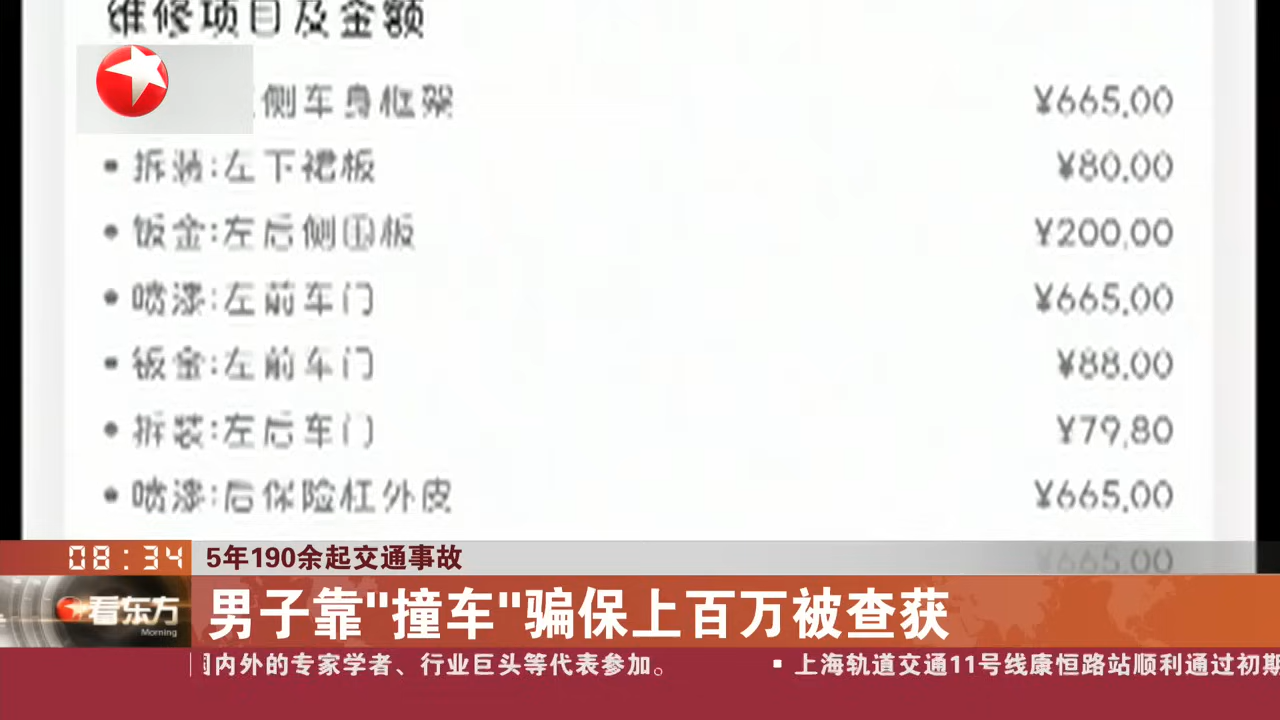 维修项目及金额
侧车身框架 ¥665.00
• 拆装:左下裙板 ¥80.00
• 钣金:左后侧围板 ¥200.00
• 喷漆:左前车门 ¥665.00
• 钣金:左前车门 ¥88.00
• 拆装:左后车门 ¥79.80
• 喷漆:后保险杠外皮 ¥665.00
¥665.00
08:34 5年190余起交通事故
看东方
Morning
男子靠"撞车"骗保上百万被查获
内外的专家学者、行业巨头等代表参加。 ▪ 上海轨道交通11号线康恒路站顺利通过初期